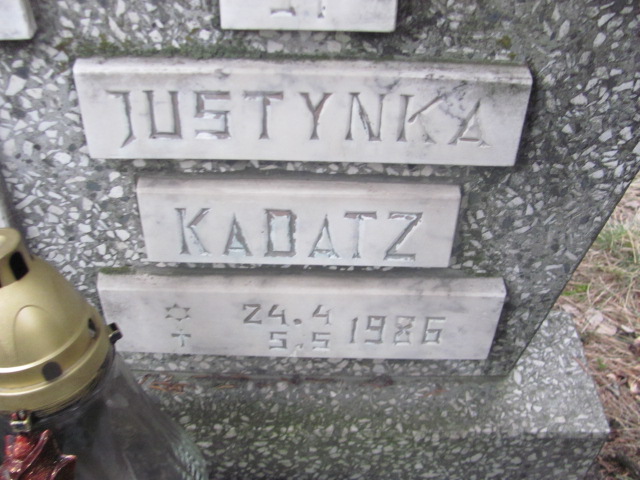 JUSTYNKA
KADATZ
✡ 24.4 1986
† 5.5